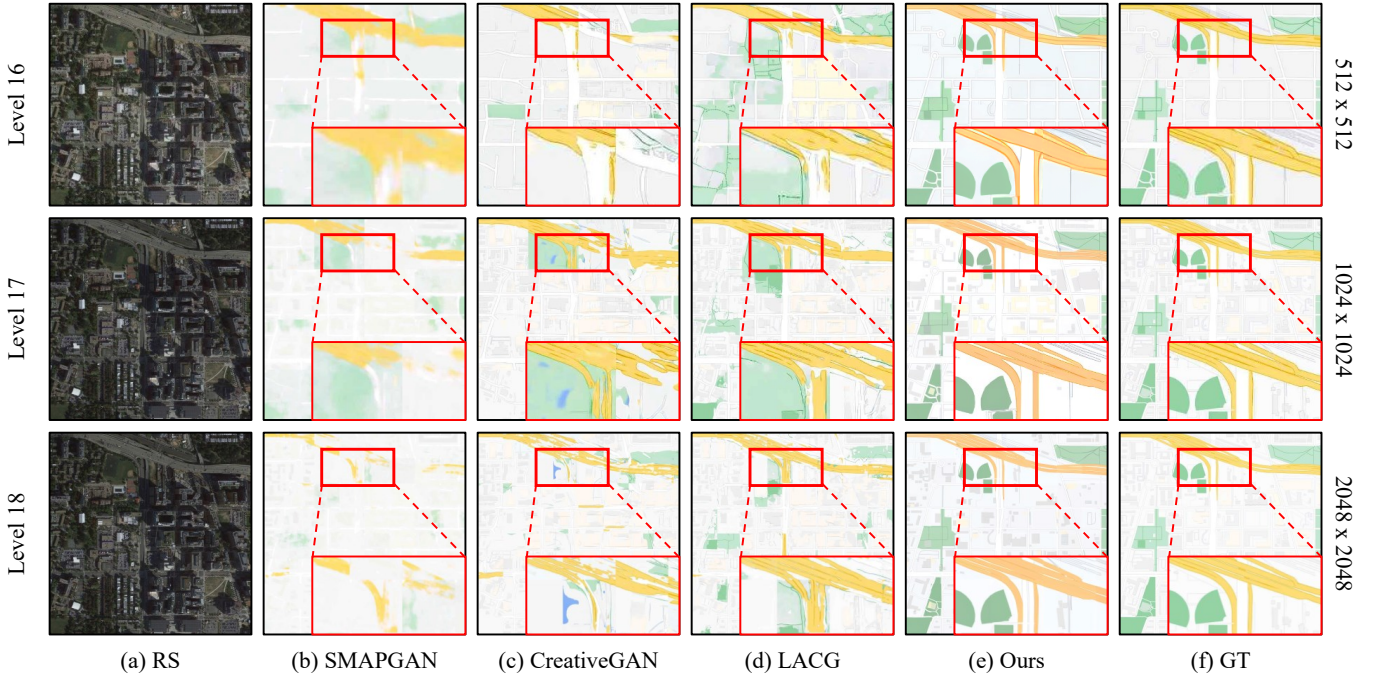 Level 16
512 x 512
Level 17
1024 x 1024
Level 18
2048 x 2048
(a) RS
(b) SMAPGAN
(c) CreativeGAN
(d) LACG
(e) Ours
(f) GT